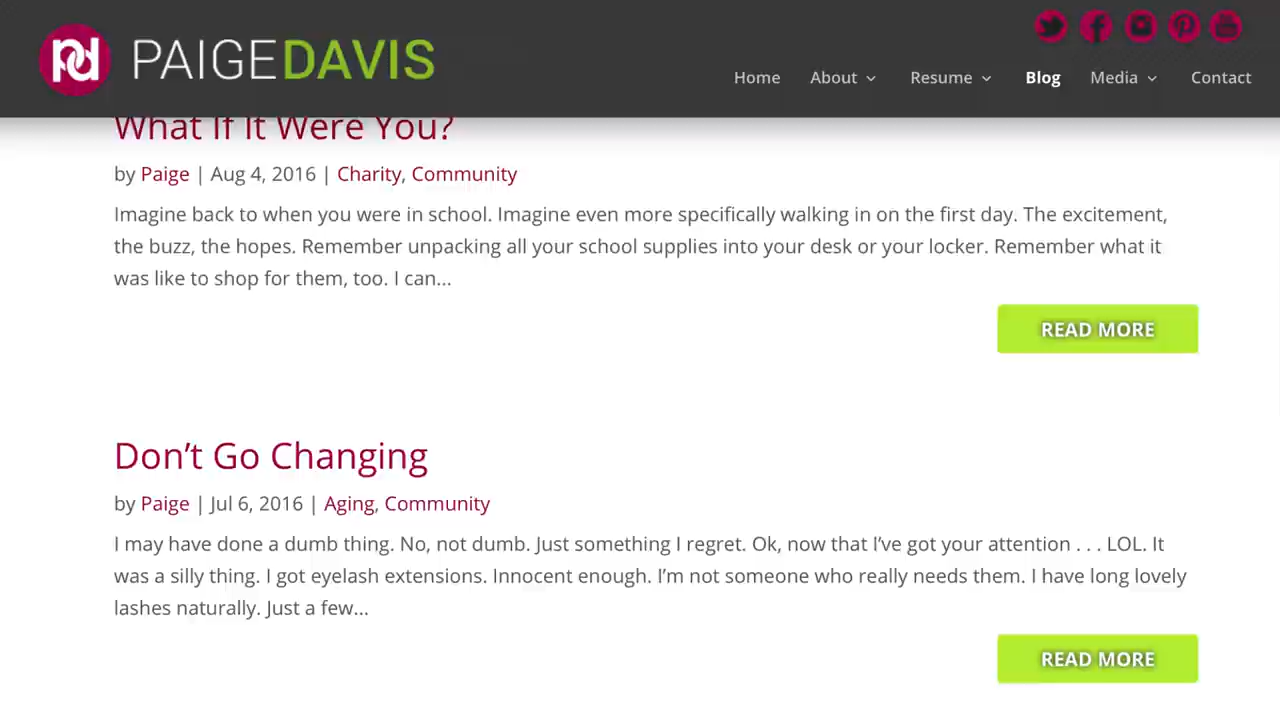 pd PAIGEDAVIS
Home About Resume Blog Media Contact
What If It Were You?
by Paige | Aug 4, 2016 | Charity, Community
Imagine back to when you were in school. Imagine even more specifically walking in on the first day. The excitement,
the buzz, the hopes. Remember unpacking all your school supplies into your desk or your locker. Remember what it
was like to shop for them, too. I can...
READ MORE
Don’t Go Changing
by Paige | Jul 6, 2016 | Aging, Community
I may have done a dumb thing. No, not dumb. Just something I regret. Ok, now that I’ve got your attention . . . LOL. It
was a silly thing. I got eyelash extensions. Innocent enough. I’m not someone who really needs them. I have long lovely
lashes naturally. Just a few...
READ MORE